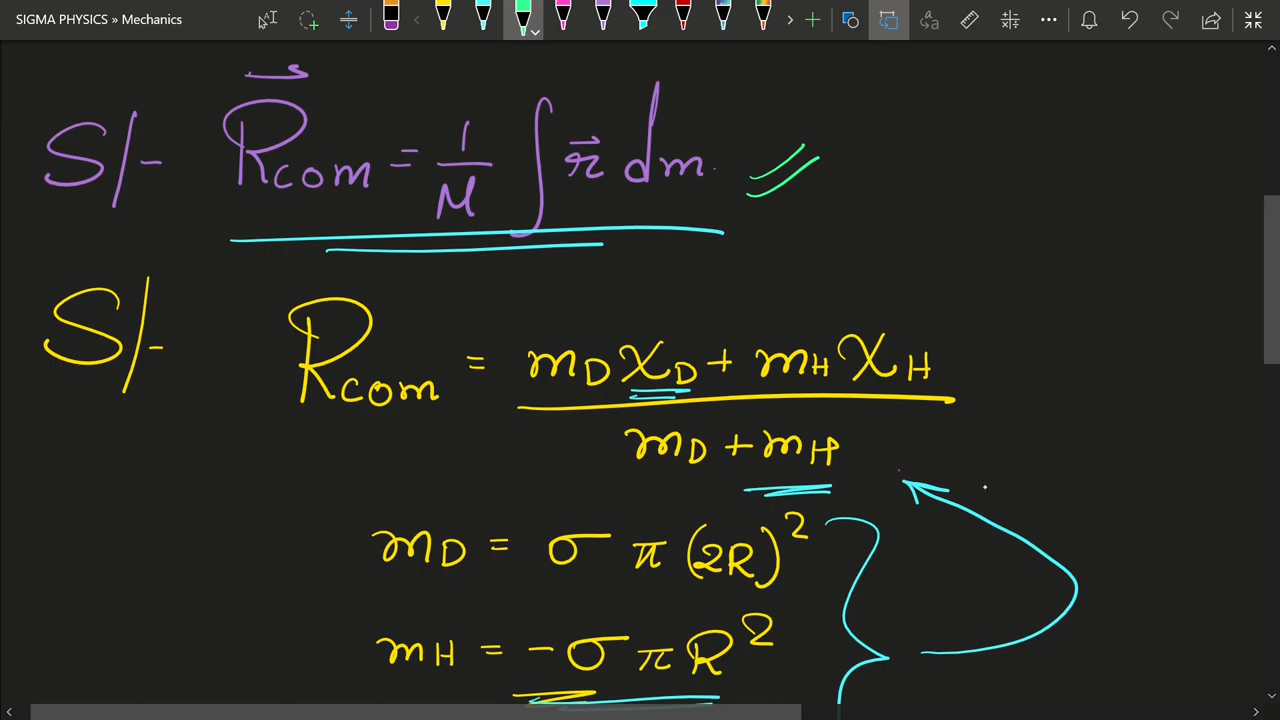 SIGMA PHYSICS » Mechanics
S/- R⃗com = 1/M ∫ r⃗ dm
S/- Rcom = (mD xD + mH xH)/(mD + mH)
mD = σ π (2R)²
mH = -σ π R²